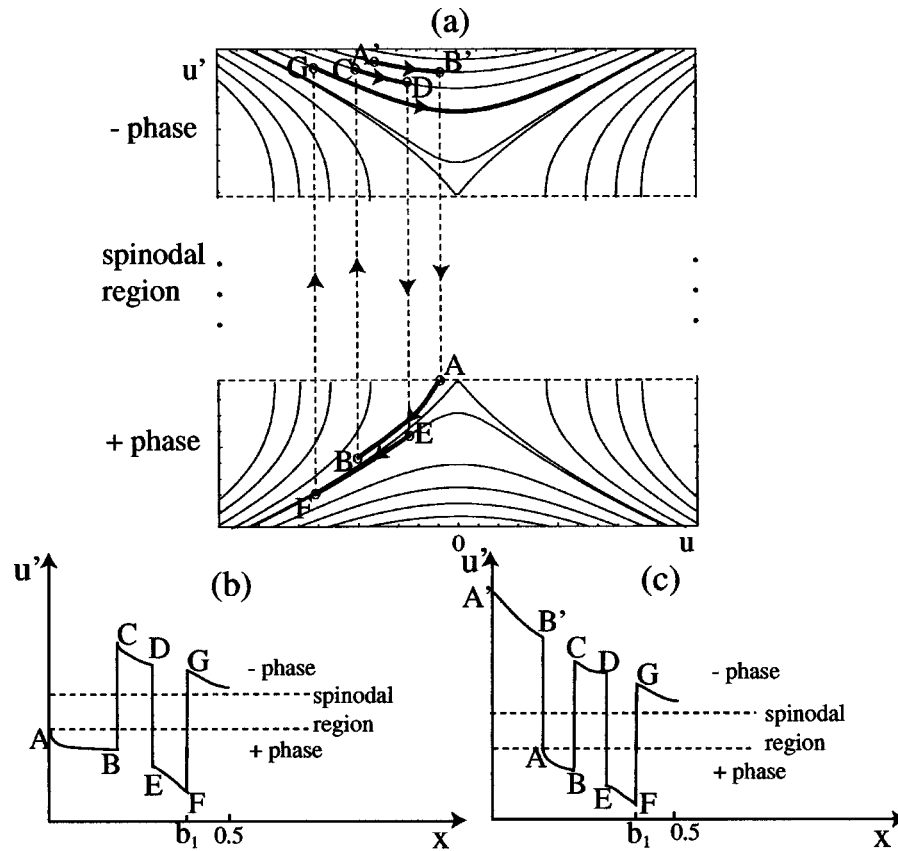 (a)
u'
A' B'
G C D
- phase
spinodal
region
A
+ phase
E
B
F
0 u
u' (b)
C D
G
- phase
spinodal
region
A
+ phase
B
E
F
b₁ 0.5 x
u' (c)
A'
B'
C D
G
- phase
spinodal
region
A
+ phase
B
E
F
b₁ 0.5 x